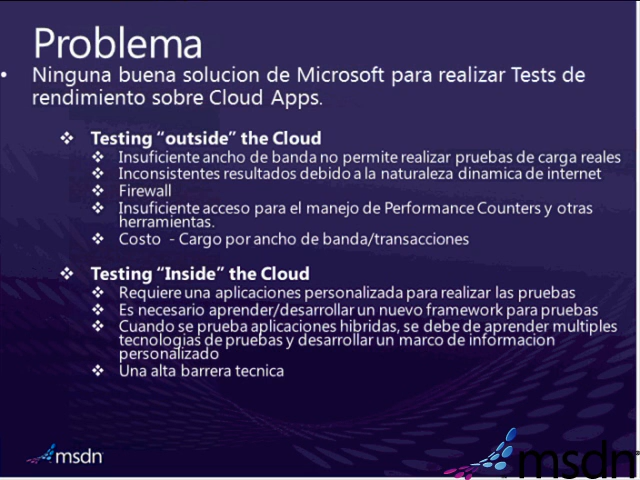 Problema
• Ninguna buena solucion de Microsoft para realizar Tests de
rendimiento sobre Cloud Apps.
❖ Testing “outside” the Cloud
❖ Insuficiente ancho de banda no permite realizar pruebas de carga reales
❖ Inconsistentes resultados debido a la naturaleza dinamica de internet
❖ Firewall
❖ Insuficiente acceso para el manejo de Performance Counters y otras
herramientas.
❖ Costo - Cargo por ancho de banda/transacciones
❖ Testing “Inside” the Cloud
❖ Requiere una aplicaciones personalizada para realizar las pruebas
❖ Es necesario aprender/desarrollar un nuevo framework para pruebas
❖ Cuando se prueba aplicaciones hibridas, se debe de aprender multiples
tecnologias de pruebas y desarrollar un marco de informacion
personalizado
❖ Una alta barrera tecnica
msdn
msdn